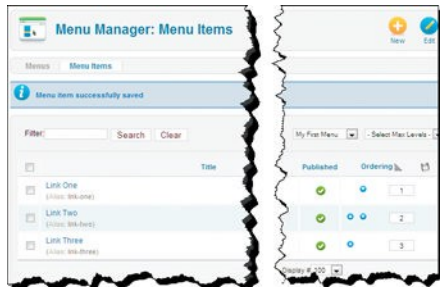 Menu Manager: Menu Items
New Edit
Menus Menu Items
Menu item successfully saved
Filter: Search Clear My First Menu - Select Max Levels -
Title Published Ordering
Link One 1
(Alias: link-one)
Link Two 2
(Alias: link-two)
Link Three 3
(Alias: link-three)
Display # 100